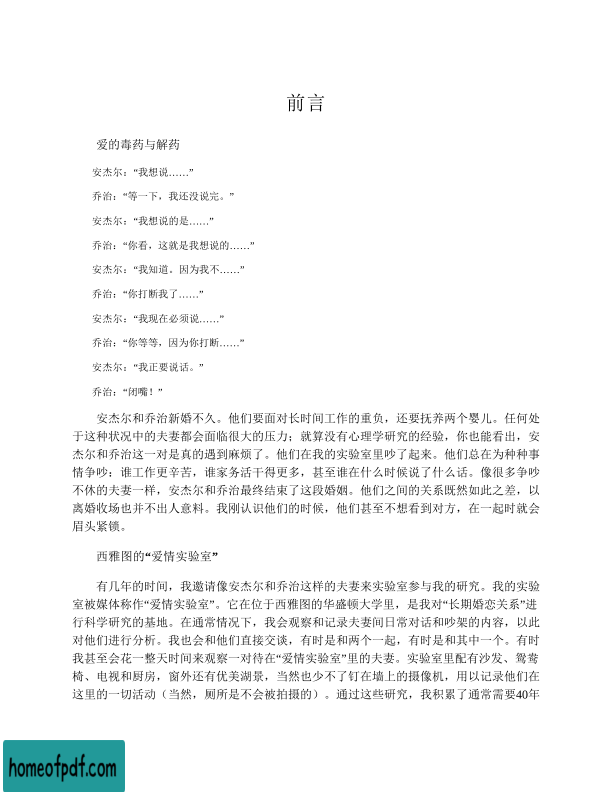 前言
爱的毒药与解药
安杰尔：“我想说……”
乔治：“等一下，我还没说完。”
安杰尔：“我想说的是……”
乔治：“你看，这就是我想说的……”
安杰尔：“我知道。因为我不……”
乔治：“你打断我了……”
安杰尔：“我现在必须说……”
乔治：“你等等，因为你打断……”
安杰尔：“我正要说话。”
乔治：“闭嘴！”
安杰尔和乔治新婚不久。他们要面对长时间工作的重负，还要抚养两个婴儿。任何处
于这种状况中的夫妻都会面临很大的压力；就算没有心理学研究的经验，你也能看出，安
杰尔和乔治这一对是真的遇到麻烦了。他们在我的实验室里吵了起来。他们总在为种种事
情争吵：谁工作更辛苦，谁家务活干得更多，甚至谁在什么时候说了什么话。像很多争吵
不休的夫妻一样，安杰尔和乔治最终结束了这段婚姻。他们之间的关系既然如此之差，以
离婚收场也并不出人意料。我刚认识他们的时候，他们甚至不想看到对方，在一起时就会
眉头紧锁。
西雅图的“爱情实验室”
有几年的时间，我邀请像安杰尔和乔治这样的夫妻来实验室参与我的研究。我的实验
室被媒体称作“爱情实验室”。它在位于西雅图的华盛顿大学里，是我对“长期婚恋关系”进
行科学研究的基地。在通常情况下，我会观察和记录夫妻间日常对话和吵架的内容，以此
对他们进行分析。我也会和他们直接交谈，有时是和两个一起，有时是和其中一个。有时
我甚至会花一整天时间来观察一对待在“爱情实验室”里的夫妻。实验室里配有沙发、鸳鸯
椅、电视和厨房，窗外还有优美湖景，当然也少不了钉在墙上的摄像机，用以记录他们在
这里的一切活动（当然，厕所是不会被拍摄的）。通过这些研究，我积累了通常需要40年
homeofpdf.com